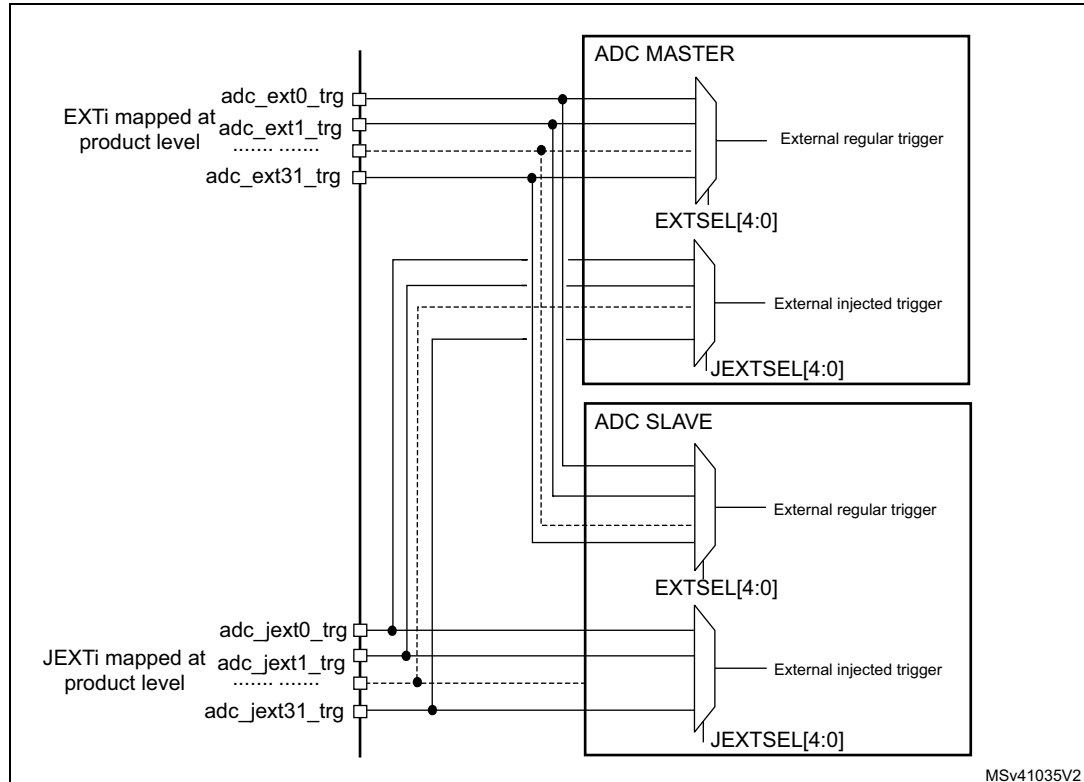 ADC MASTER
adc_ext0_trg
EXTi mapped at
product level
adc_ext1_trg
....... .......
adc_ext31_trg
External regular trigger
EXTSEL[4:0]
External injected trigger
JEXTSEL[4:0]
ADC SLAVE
External regular trigger
EXTSEL[4:0]
adc_jext0_trg
JEXTi mapped at
product level
adc_jext1_trg
....... .......
adc_jext31_trg
External injected trigger
JEXTSEL[4:0]
MSv41035V2